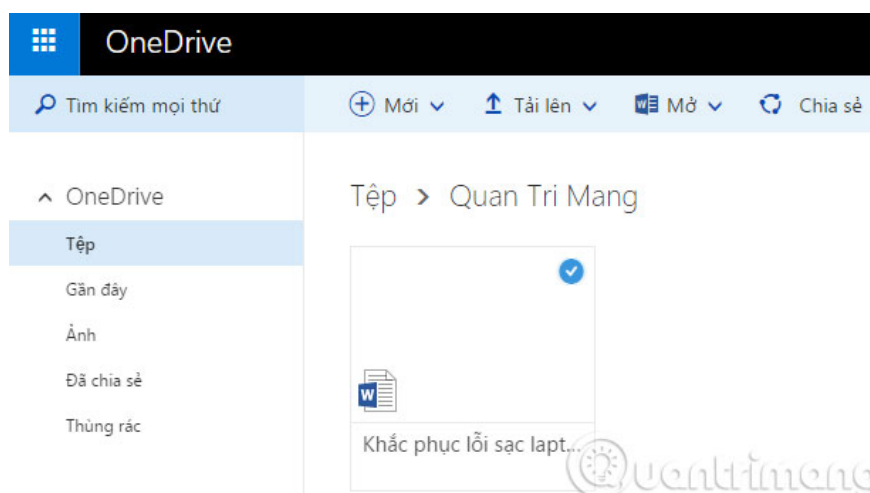 OneDrive
Tìm kiếm mọi thứ
Mới
Tải lên
Mở
Chia sẻ
OneDrive
Tệp
Gần đây
Ảnh
Đã chia sẻ
Thùng rác
Tệp > Quan Tri Mang
W
Khắc phục lỗi sạc lapt...
Quantrimang